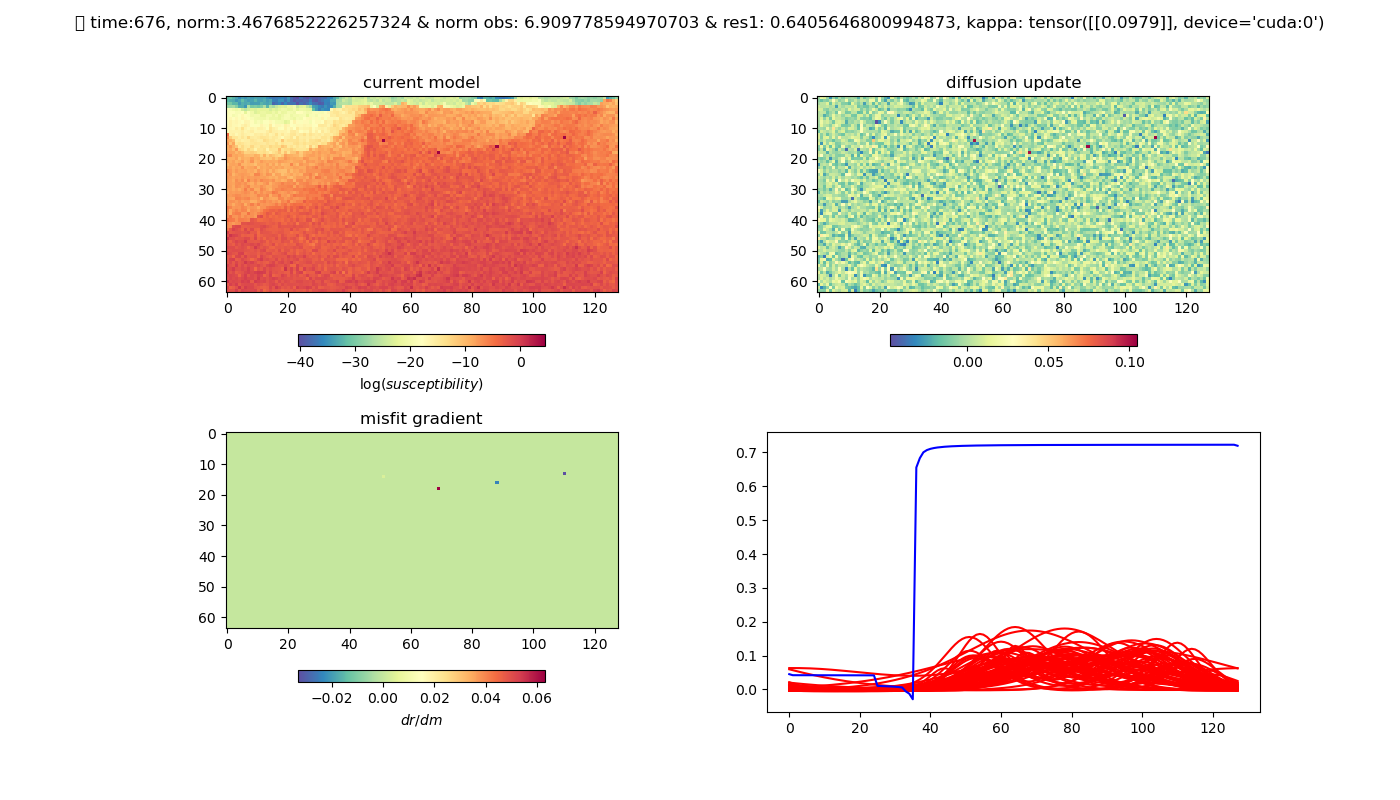 time:676, norm:3.4676852226257324 & norm obs: 6.909778594970703 & res1: 0.6405646800994873, kappa: tensor([[0.0979]], device='cuda:0')
current model
0
10
20
30
40
50
60
0 20 40 60 80 100 120
−40 −30 −20 −10 0
log(susceptibility)
diffusion update
0
10
20
30
40
50
60
0 20 40 60 80 100 120
0.00 0.05 0.10
misfit gradient
0
10
20
30
40
50
60
0 20 40 60 80 100 120
−0.02 0.00 0.02 0.04 0.06
dr/dm
0.7
0.6
0.5
0.4
0.3
0.2
0.1
0.0
0 20 40 60 80 100 120